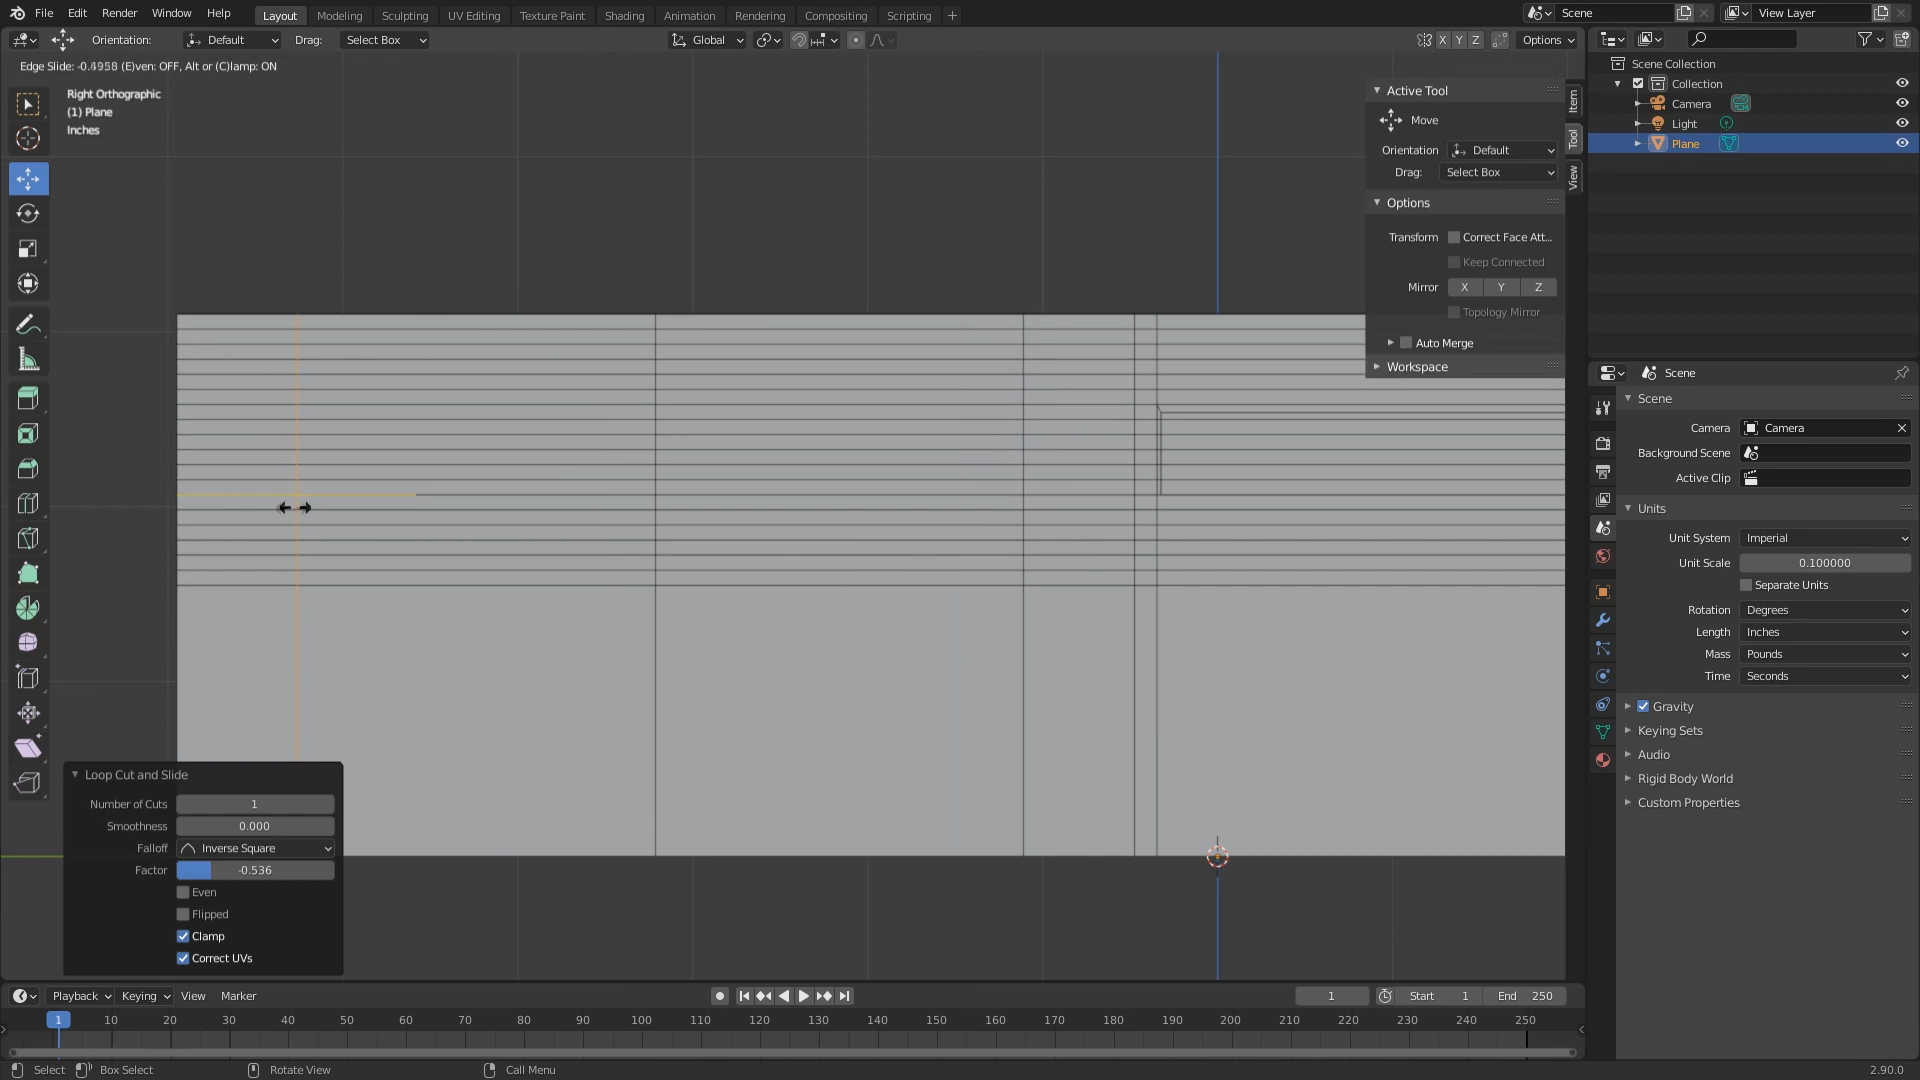 File Edit Render Window Help
Layout Modeling Sculpting UV Editing Texture Paint Shading Animation Rendering Compositing Scripting +
Scene
View Layer
Orientation: Default Drag: Select Box
Global
X Y Z Options
Edge Slide: -0.4958 (E)ven: OFF, Alt or (C)lamp: ON
Right Orthographic
(1) Plane
Inches
Active Tool
Move
Orientation Default
Drag: Select Box
Options
Transform Correct Face Att...
Keep Connected
Mirror X Y Z
Topology Mirror
Auto Merge
Workspace
Item
Tool
View
Scene Collection
Collection
Camera
Light
Plane
Scene
Scene
Camera Camera
Background Scene
Active Clip
Units
Unit System Imperial
Unit Scale 0.100000
Separate Units
Rotation Degrees
Length Inches
Mass Pounds
Time Seconds
Gravity
Keying Sets
Audio
Rigid Body World
Custom Properties
Loop Cut and Slide
Number of Cuts 1
Smoothness 0.000
Falloff Inverse Square
Factor -0.536
Even
Flipped
Clamp
Correct UVs
Playback Keying View Marker
1 Start 1 End 250
1 10 20 30 40 50 60 70 80 90 100 110 120 130 140 150 160 170 180 190 200 210 220 230 240 250
Select Box Select Rotate View Call Menu 2.90.0